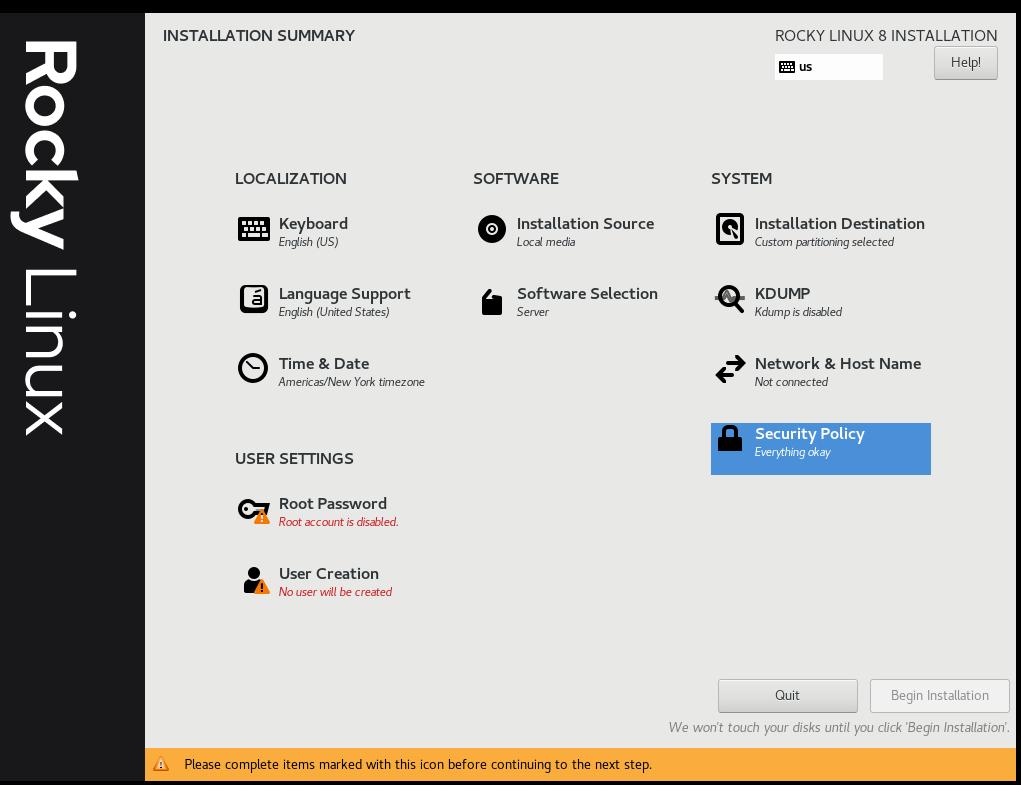 Rocky Linux
INSTALLATION SUMMARY
ROCKY LINUX 8 INSTALLATION
us
Help!
LOCALIZATION
Keyboard
English (US)
Language Support
English (United States)
Time & Date
Americas/New York timezone
SOFTWARE
Installation Source
Local media
Software Selection
Server
SYSTEM
Installation Destination
Custom partitioning selected
KDUMP
Kdump is disabled
Network & Host Name
Not connected
Security Policy
Everything okay
USER SETTINGS
Root Password
Root account is disabled.
User Creation
No user will be created
Quit
Begin Installation
We won't touch your disks until you click 'Begin Installation'.
Please complete items marked with this icon before continuing to the next step.